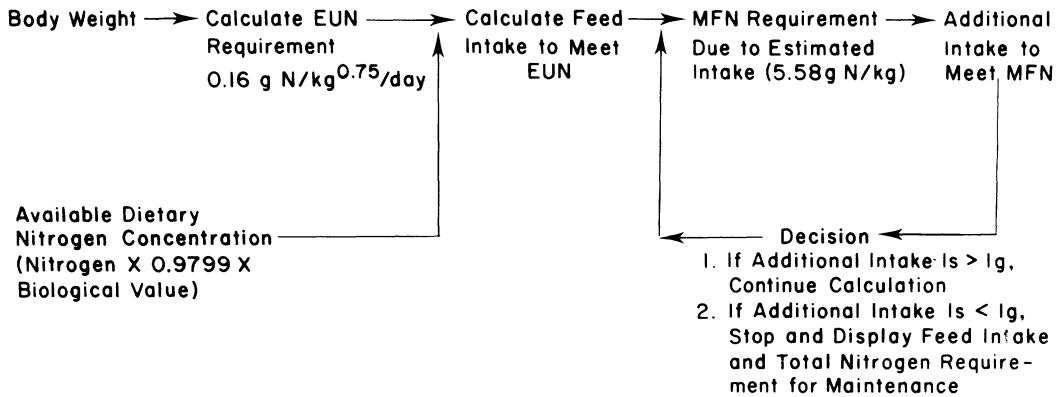 Body Weight
Calculate EUN
Requirement
0.16 g N/kg0.75/day
Calculate Feed
Intake to Meet
EUN
MFN Requirement
Due to Estimated
Intake (5.58g N/kg)
Additional
Intake to
Meet MFN
Available Dietary
Nitrogen Concentration
(Nitrogen X 0.9799 X
Biological Value)
Decision
1. If Additional Intake Is > 1g,
Continue Calculation
2. If Additional Intake Is < 1g,
Stop and Display Feed Intake
and Total Nitrogen Require-
ment for Maintenance